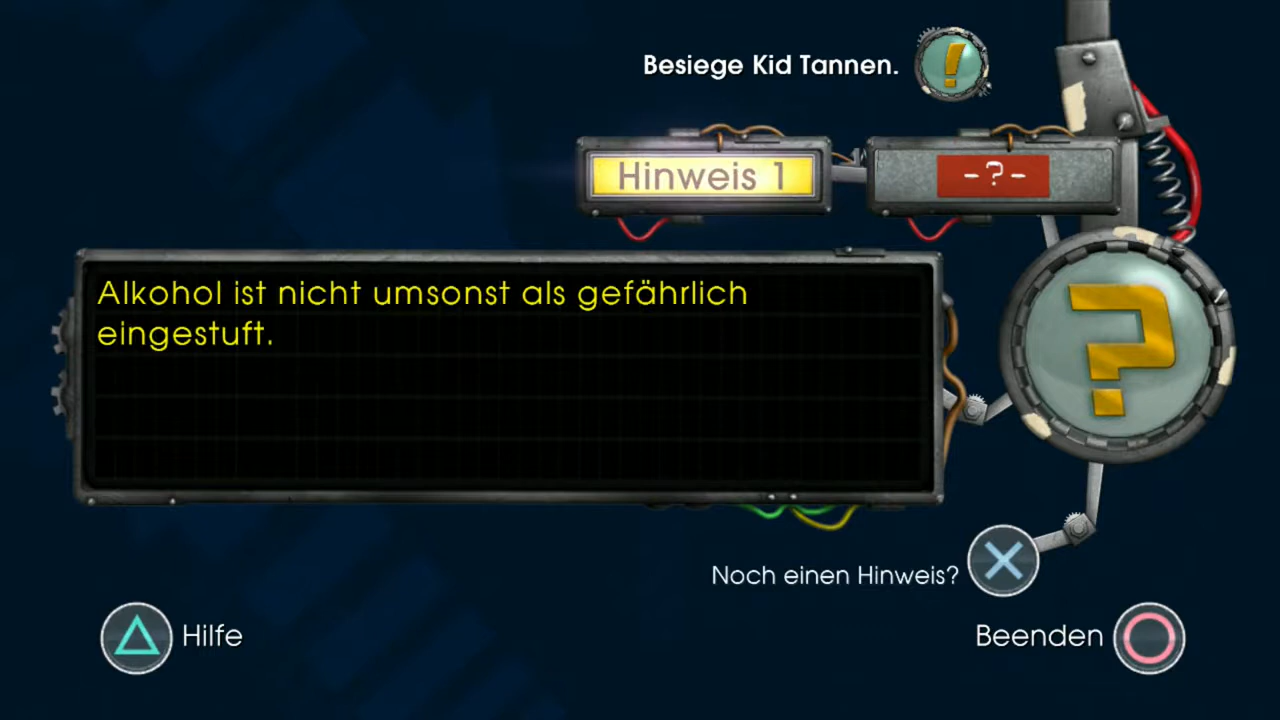 Besiege Kid Tannen.
Hinweis 1
-?-
Alkohol ist nicht umsonst als gefährlich
eingestuft.
Noch einen Hinweis?
Hilfe
Beenden